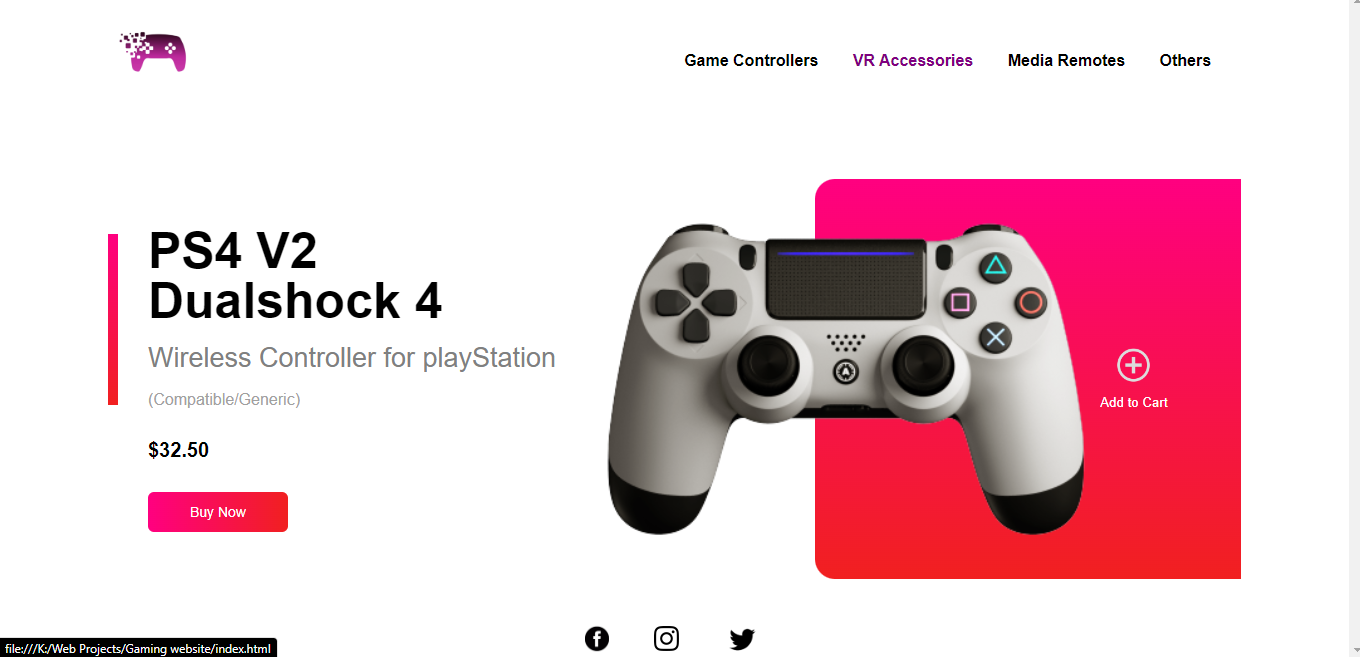 Game Controllers VR Accessories Media Remotes Others
PS4 V2
Dualshock 4
Wireless Controller for playStation
(Compatible/Generic)
$32.50
Buy Now
Add to Cart
file:///K:/Web Projects/Gaming website/index.html